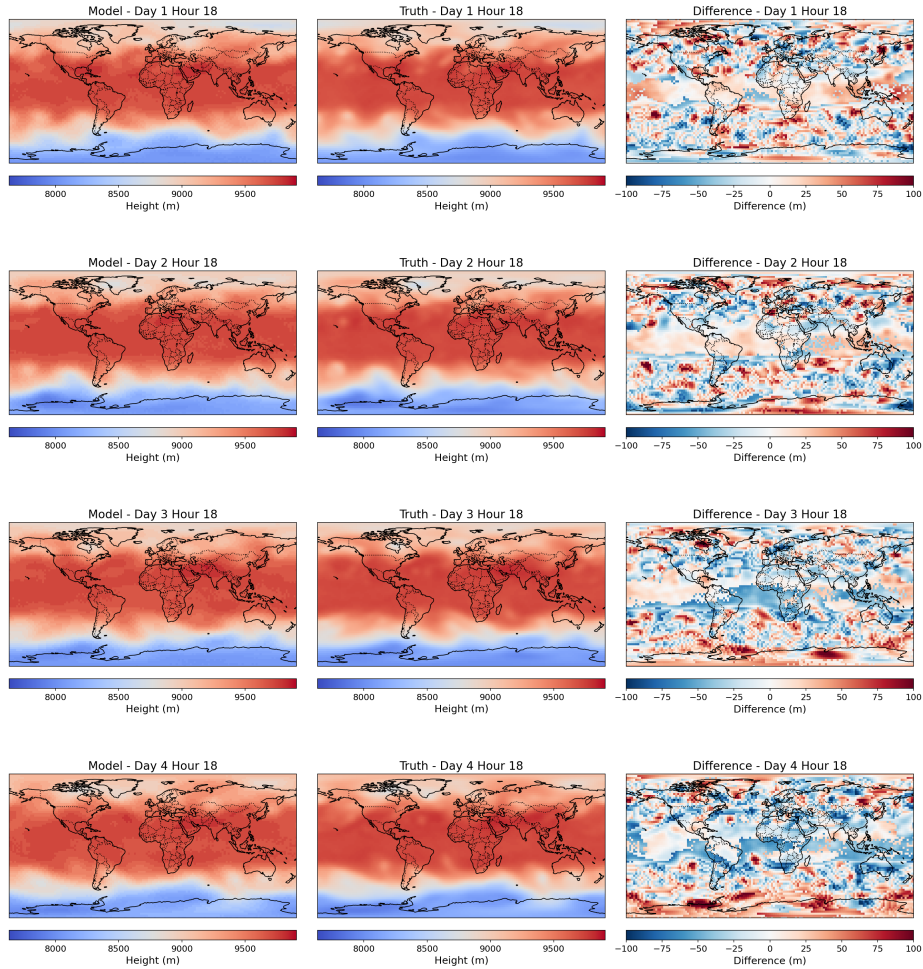 Model - Day 1 Hour 18
Truth - Day 1 Hour 18
Difference - Day 1 Hour 18
8000 8500 9000 9500
Height (m)
8000 8500 9000 9500
Height (m)
−100 −75 −50 −25 0 25 50 75 100
Difference (m)
Model - Day 2 Hour 18
Truth - Day 2 Hour 18
Difference - Day 2 Hour 18
8000 8500 9000 9500
Height (m)
8000 8500 9000 9500
Height (m)
−100 −75 −50 −25 0 25 50 75 100
Difference (m)
Model - Day 3 Hour 18
Truth - Day 3 Hour 18
Difference - Day 3 Hour 18
8000 8500 9000 9500
Height (m)
8000 8500 9000 9500
Height (m)
−100 −75 −50 −25 0 25 50 75 100
Difference (m)
Model - Day 4 Hour 18
Truth - Day 4 Hour 18
Difference - Day 4 Hour 18
8000 8500 9000 9500
Height (m)
8000 8500 9000 9500
Height (m)
−100 −75 −50 −25 0 25 50 75 100
Difference (m)